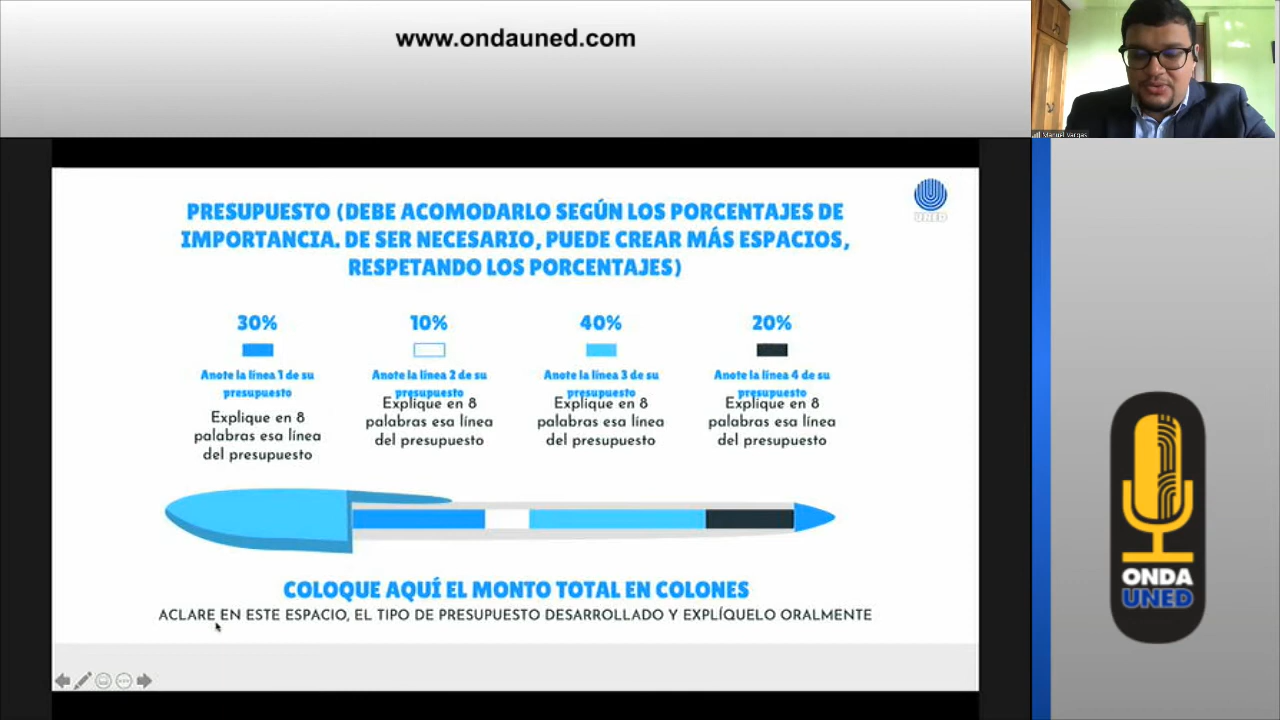 www.ondauned.com
Manuel Vargas
UNED
PRESUPUESTO (DEBE ACOMODARLO SEGÚN LOS PORCENTAJES DE
IMPORTANCIA. DE SER NECESARIO, PUEDE CREAR MÁS ESPACIOS,
RESPETANDO LOS PORCENTAJES)
30%
Anote la línea 1 de su
presupuesto
Explique en 8
palabras esa línea
del presupuesto
10%
Anote la línea 2 de su
presupuesto
Explique en 8
palabras esa línea
del presupuesto
40%
Anote la línea 3 de su
presupuesto
Explique en 8
palabras esa línea
del presupuesto
20%
Anote la línea 4 de su
presupuesto
Explique en 8
palabras esa línea
del presupuesto
COLOQUE AQUÍ EL MONTO TOTAL EN COLONES
ACLARE EN ESTE ESPACIO, EL TIPO DE PRESUPUESTO DESARROLLADO Y EXPLÍQUELO ORALMENTE
ONDA
UNED